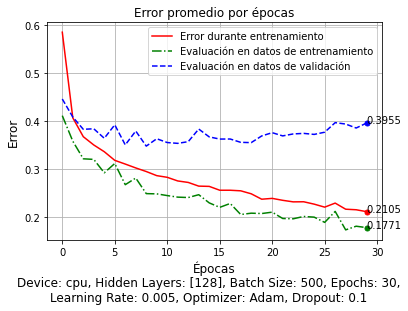 Error promedio por épocas
Error durante entrenamiento
Evaluación en datos de entrenamiento
Evaluación en datos de validación
0.6
0.5
0.4
0.3
0.2
Error
0.3955
0.2105
0.1771
0 5 10 15 20 25 30
Épocas
Device: cpu, Hidden Layers: [128], Batch Size: 500, Epochs: 30,
Learning Rate: 0.005, Optimizer: Adam, Dropout: 0.1